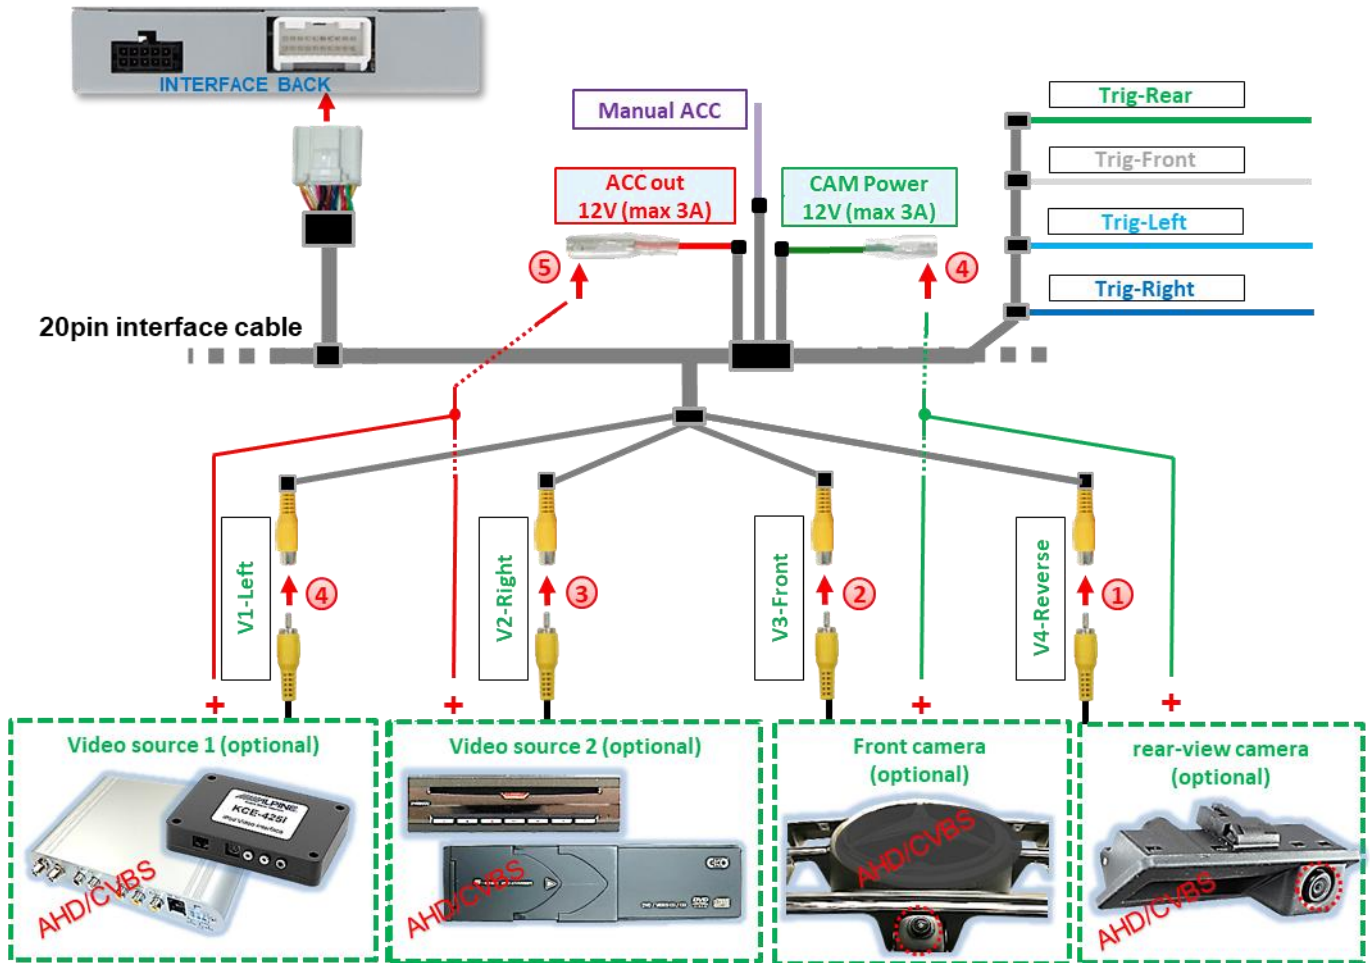 INTERFACE BACK
Manual ACC
Trig-Rear
Trig-Front
ACC out
12V (max 3A)
CAM Power
12V (max 3A)
Trig-Left
Trig-Right
5
4
20pin interface cable
V1-Left
4
V2-Right
3
V3-Front
2
V4-Reverse
1
+
+
+
+
Video source 1 (optional)
Video source 2 (optional)
Front camera
(optional)
rear-view camera
(optional)
ALPINE
KCE-425i
iPod Video Interface
AHD/CVBS
AHD/CVBS
AHD/CVBS
AHD/CVBS